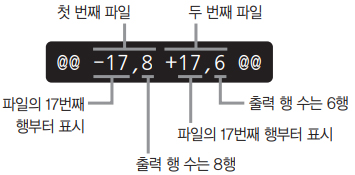 첫 번째 파일 두 번째 파일
@@ -17,8 +17,6 @@
파일의 17번째
행부터 표시
출력 행 수는 6행
파일의 17번째 행부터 표시
출력 행 수는 8행